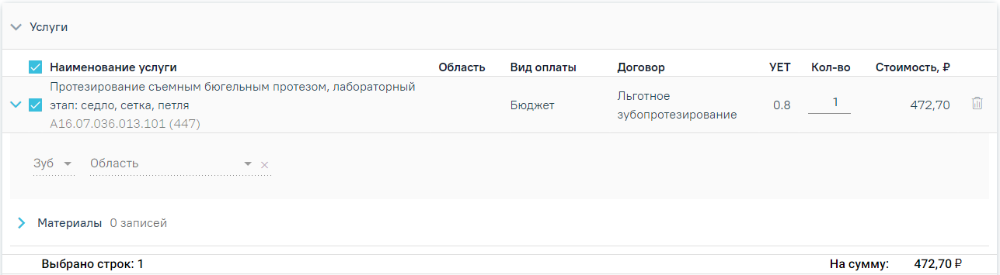 Услуги
Наименование услуги Область Вид оплаты Договор УЕТ Кол-во Стоимость, ₽
Протезирование съемным бюгельным протезом, лабораторный
этап: седло, сетка, петля
A16.07.036.013.101 (447)
Бюджет
Льготное
зубопротезирование
0.8 1 472,70
Зуб Область
Материалы 0 записей
Выбрано строк: 1 На сумму: 472,70 ₽